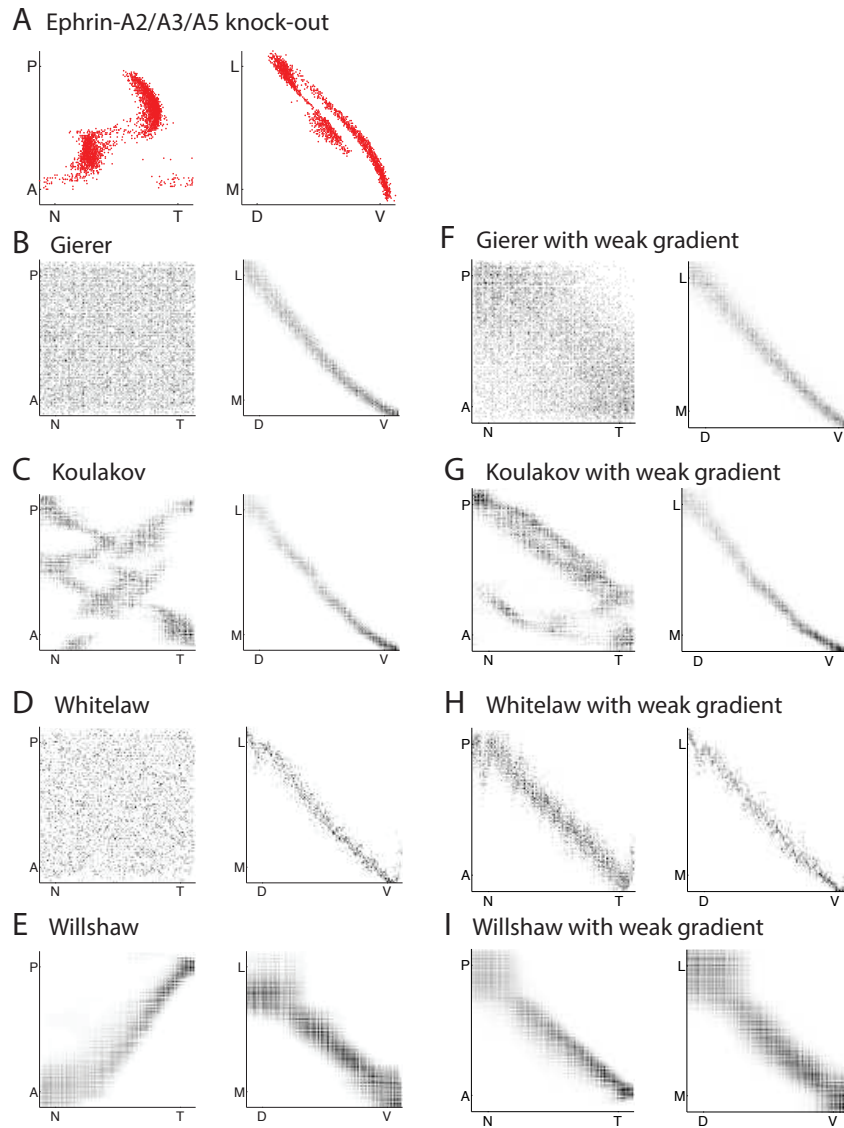 A Ephrin-A2/A3/A5 knock-out
P
A
N
T
L
M
D
V
B Gierer
P
A
N
T
L
M
D
V
F Gierer with weak gradient
P
A
N
T
L
M
D
V
C Koulakov
P
A
N
T
L
M
D
V
G Koulakov with weak gradient
P
A
N
T
L
M
D
V
D Whitelaw
P
A
N
T
L
M
D
V
H Whitelaw with weak gradient
P
A
N
T
L
M
D
V
E Willshaw
P
A
N
T
L
M
D
V
I Willshaw with weak gradient
P
A
N
T
L
M
D
V